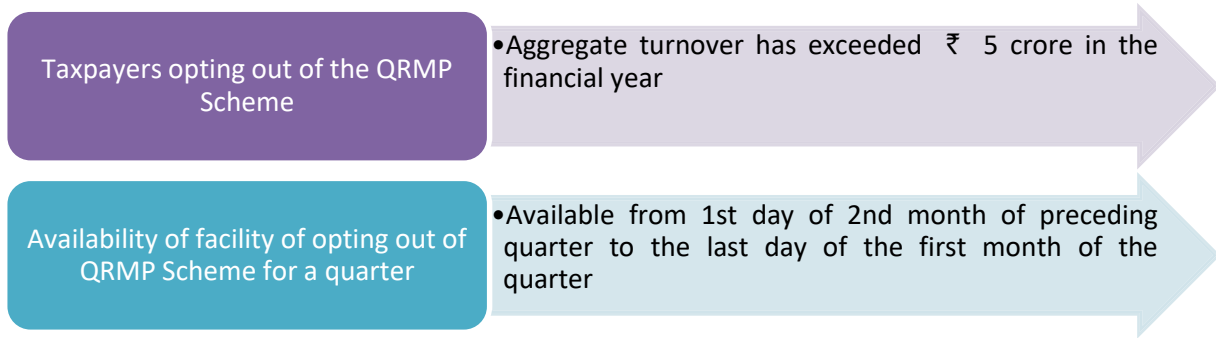 Taxpayers opting out of the QRMP
Scheme
•Aggregate turnover has exceeded ₹ 5 crore in the
financial year
Availability of facility of opting out of
QRMP Scheme for a quarter
•Available from 1st day of 2nd month of preceding
quarter to the last day of the first month of the
quarter